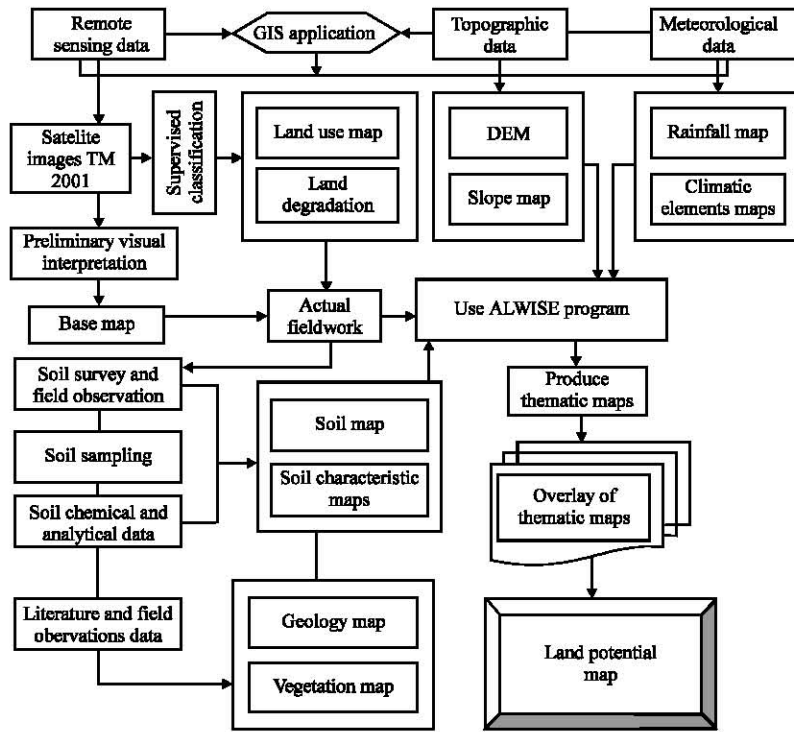 Remote
sensing data
GIS application
Topographic
data
Meteorological
data
Satelite
images TM
2001
Supervised
classification
Land use map
Land
degradation
DEM
Slope map
Rainfall map
Climatic
elements maps
Preliminary visual
interpretation
Base map
Actual
fieldwork
Use ALWISE program
Soil survey and
field observation
Soil sampling
Soil chemical and
analytical data
Soil map
Soil characteristic
maps
Produce
thematic maps
Overlay of
thematic maps
Literature and field
obervations data
Geology map
Vegetation map
Land potential
map